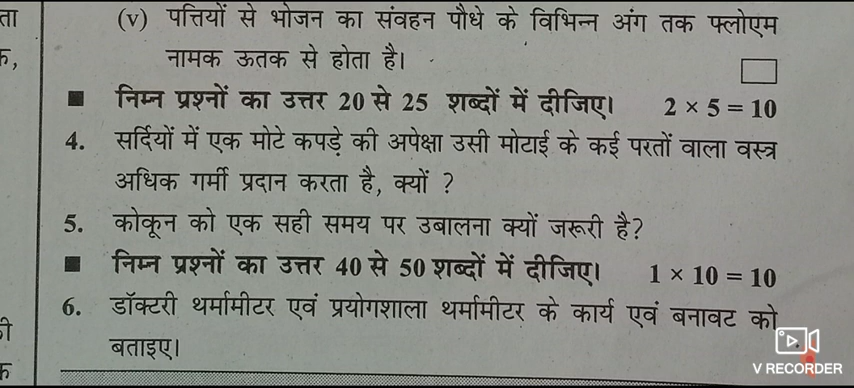 ता
(v) पत्तियों से भोजन का संवहन पौधे के विभिन्न अंग तक फ्लोएम
क,
नामक ऊतक से होता है।
■ निम्न प्रश्नों का उत्तर 20 से 25 शब्दों में दीजिए। 2 × 5 = 10
4. सर्दियों में एक मोटे कपड़े की अपेक्षा उसी मोटाई के कई परतों वाला वस्त्र
अधिक गर्मी प्रदान करता है, क्यों ?
5. कोकून को एक सही समय पर उबालना क्यों जरूरी है?
■ निम्न प्रश्नों का उत्तर 40 से 50 शब्दों में दीजिए। 1 × 10 = 10
6. डॉक्टरी थर्मामीटर एवं प्रयोगशाला थर्मामीटर के कार्य एवं बनावट को
बताइए।
V RECORDER